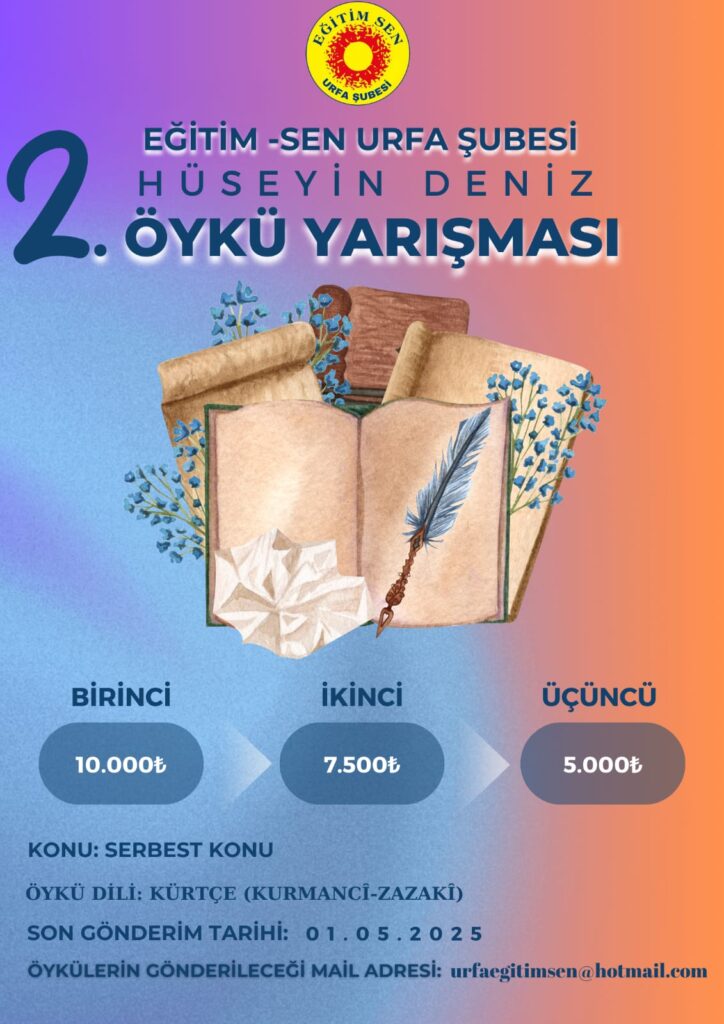 EĞİTİM SEN
URFA ŞUBESİ
EĞİTİM -SEN URFA ŞUBESİ
HÜSEYİN DENİZ
2. ÖYKÜ YARIŞMASI
BİRİNCİ
İKİNCİ
ÜÇÜNCÜ
10.000₺
7.500₺
5.000₺
KONU: SERBEST KONU
ÖYKÜ DİLİ: KÜRTÇE (KURMANCÎ-ZAZAKÎ)
SON GÖNDERİM TARİHİ: 01.05.2025
ÖYKÜLERİN GÖNDERİLECEĞİ MAİL ADRESİ: urfaegitimsen@hotmail.com